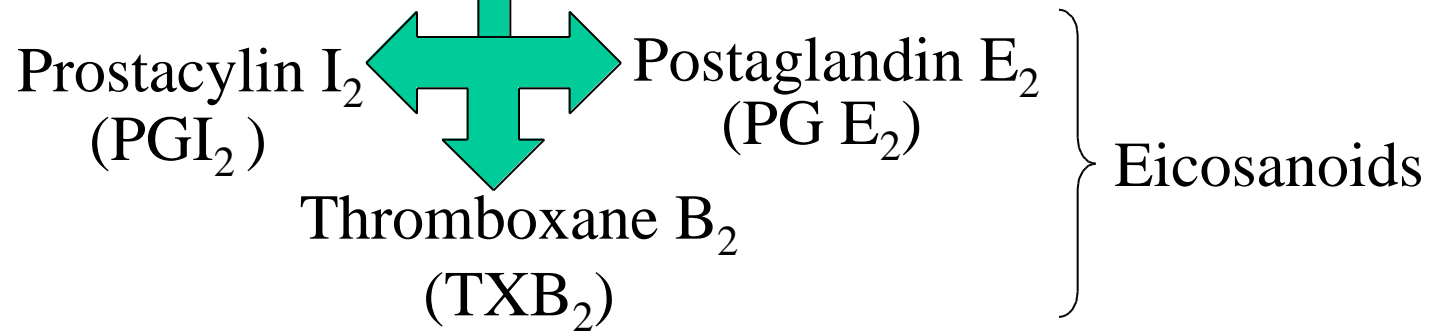 Prostacylin I₂
(PGI₂ )
Postaglandin E₂
(PG E₂)
Thromboxane B₂
(TXB₂)
Eicosanoids